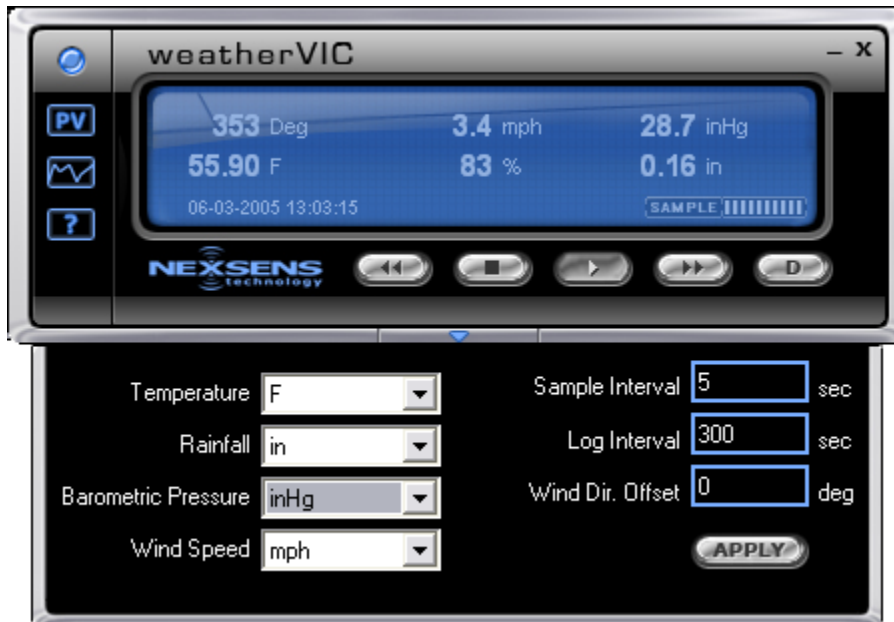 weatherVIC
– X
PV
353 Deg 3.4 mph 28.7 inHg
55.90 F 83 % 0.16 in
06-03-2005 13:03:15 SAMPLE
?
NEXSENS
technology
D
Temperature F
Sample Interval 5 sec
Rainfall in
Log Interval 300 sec
Barometric Pressure inHg
Wind Dir. Offset 0 deg
Wind Speed mph
APPLY